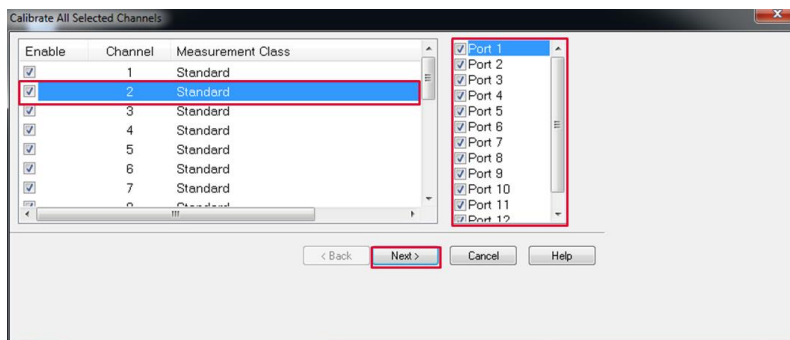 Calibrate All Selected Channels
Enable Channel Measurement Class
1 Standard
2 Standard
3 Standard
4 Standard
5 Standard
6 Standard
7 Standard
Port 1
Port 2
Port 3
Port 4
Port 5
Port 6
Port 7
Port 8
Port 9
Port 10
Port 11
Port 12
< Back Next > Cancel Help